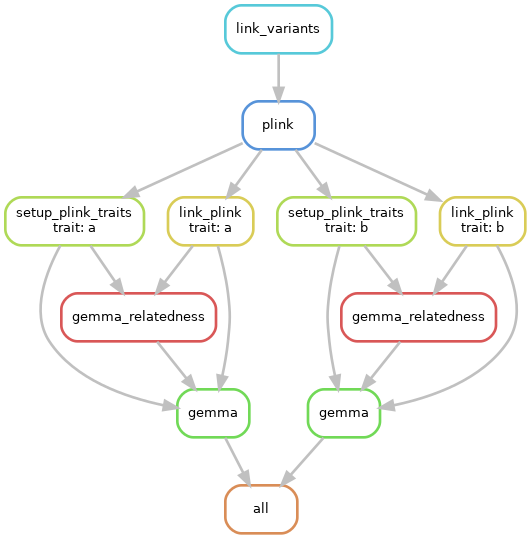 link_variants
plink
setup_plink_traits
trait: a
link_plink
trait: a
setup_plink_traits
trait: b
link_plink
trait: b
gemma_relatedness
gemma_relatedness
gemma
gemma
all